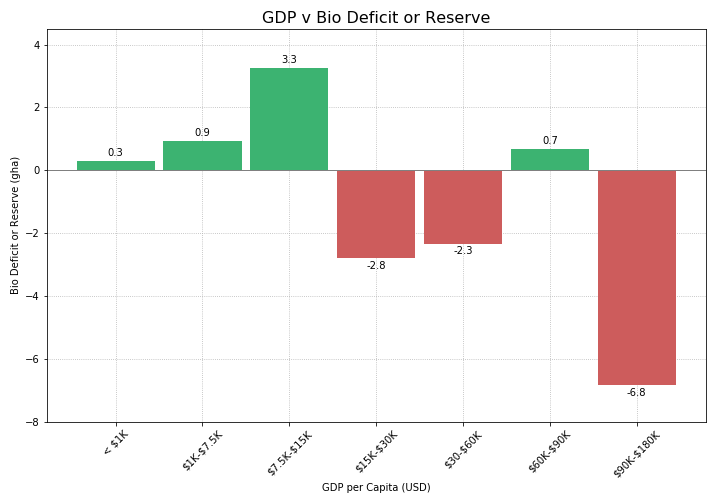 GDP v Bio Deficit or Reserve
4
2
0
−2
−4
−6
−8
Bio Deficit or Reserve (gha)
0.3
0.9
3.3
-2.8
-2.3
0.7
-6.8
< $1K
$1K-$7.5K
$7.5K-$15K
$15K-$30K
$30-$60K
$60K-$90K
$90K-$180K
GDP per Capita (USD)